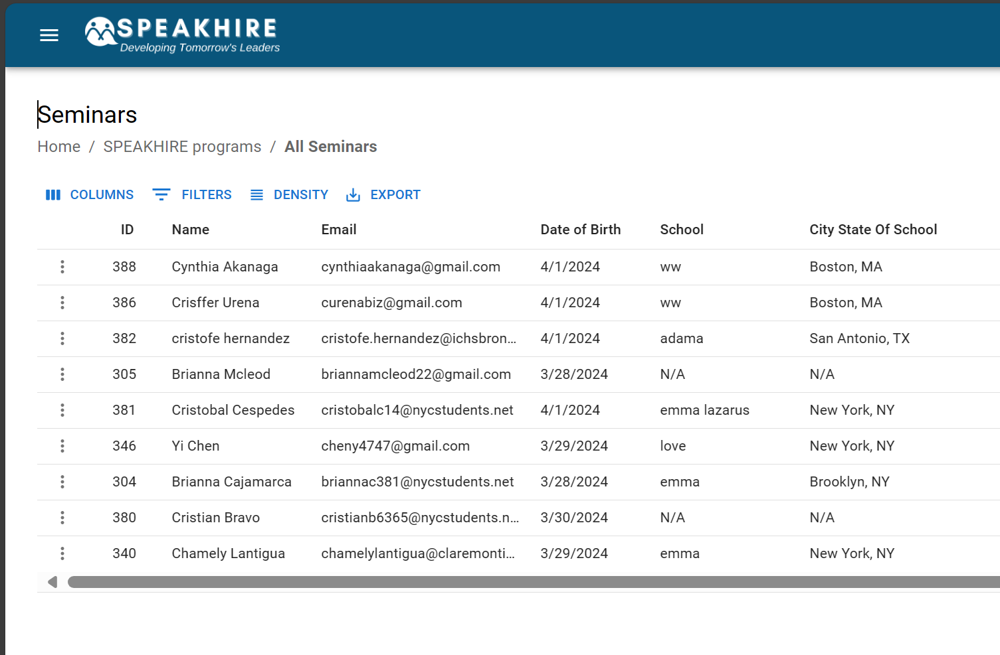 SPEAKHIRE
Developing Tomorrow's Leaders
Seminars
Home / SPEAKHIRE programs / All Seminars
COLUMNS FILTERS DENSITY EXPORT
ID Name Email Date of Birth School City State Of School
388 Cynthia Akanaga cynthiaakanaga@gmail.com 4/1/2024 ww Boston, MA
386 Crisffer Urena curenabiz@gmail.com 4/1/2024 ww Boston, MA
382 cristofe hernandez cristofe.hernandez@ichsbron... 4/1/2024 adama San Antonio, TX
305 Brianna Mcleod briannamcleod22@gmail.com 3/28/2024 N/A N/A
381 Cristobal Cespedes cristobalc14@nycstudents.net 4/1/2024 emma lazarus New York, NY
346 Yi Chen cheny4747@gmail.com 3/29/2024 love New York, NY
304 Brianna Cajamarca briannac381@nycstudents.net 3/28/2024 emma Brooklyn, NY
380 Cristian Bravo cristianb6365@nycstudents.n... 3/30/2024 N/A N/A
340 Chamely Lantigua chamelylantigua@claremonti... 3/29/2024 emma New York, NY